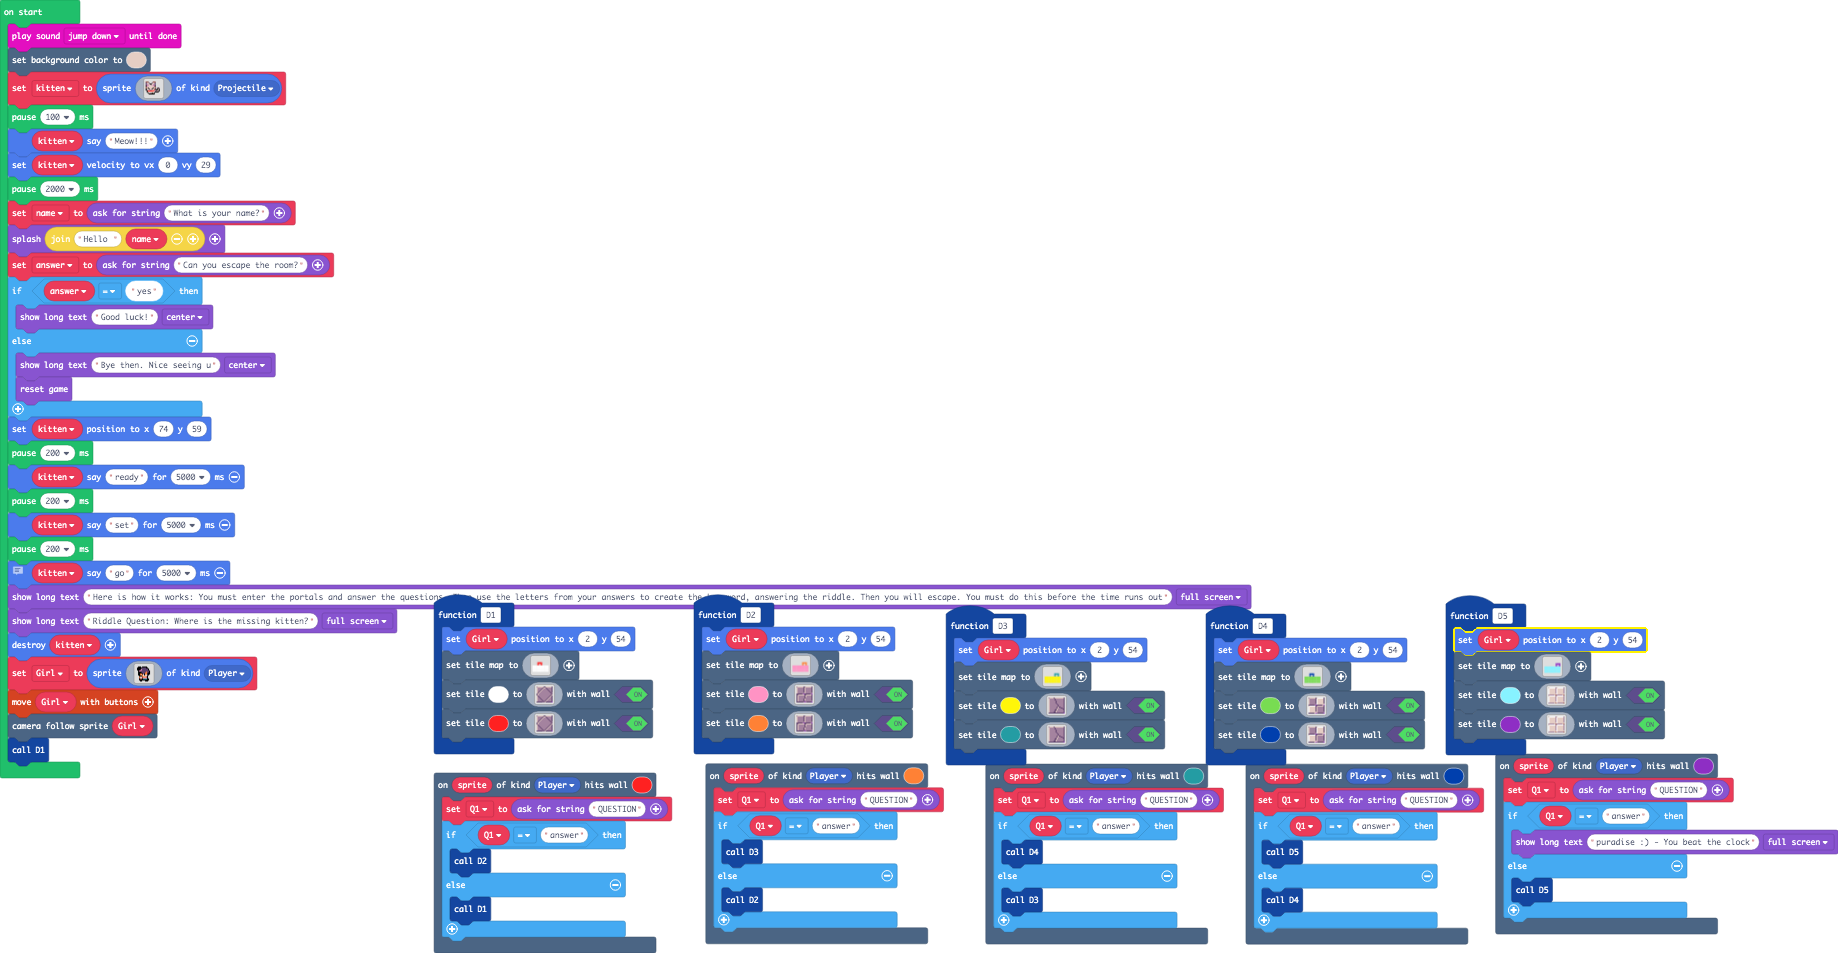 on start
play sound jump down until done
set background color to
set kitten to sprite of kind Projectile
pause 100 ms
kitten say "Meow!!!"
set kitten velocity to vx 0 vy 29
pause 2000 ms
set name to ask for string "What is your name?"
splash join "Hello " name
set answer to ask for string "Can you escape the room?"
if answer = "yes" then
show long text "Good luck!" center
else
show long text "Bye then. Nice seeing u" center
reset game
set kitten position to x 74 y 59
pause 200 ms
kitten say "ready" for 5000 ms
pause 200 ms
kitten say "set" for 5000 ms
pause 200 ms
kitten say "go" for 5000 ms
show long text "Here is how it works: You must enter the portals and answer the questions. use the letters from your answers to create the word, answering the riddle. Then you will escape. You must do this before the time runs out" full screen
show long text "Riddle Question: Where is the missing kitten?" full screen
destroy kitten
set Girl to sprite of kind Player
move Girl with buttons
camera follow sprite Girl
call D1
function D1
set Girl position to x 2 y 54
set tile map to
set tile to with wall ON
set tile to with wall ON
function D2
set Girl position to x 2 y 54
set tile map to
set tile to with wall ON
set tile to with wall ON
function D3
set Girl position to x 2 y 54
set tile map to
set tile to with wall ON
set tile to with wall ON
function D4
set Girl position to x 2 y 54
set tile map to
set tile to with wall ON
set tile to with wall ON
function D5
set Girl position to x 2 y 54
set tile map to
set tile to with wall ON
set tile to with wall ON
on sprite of kind Player hits wall
set Q1 to ask for string "QUESTION"
if Q1 = "answer" then
call D2
else
call D1
on sprite of kind Player hits wall
set Q1 to ask for string "QUESTION"
if Q1 = "answer" then
call D3
else
call D2
on sprite of kind Player hits wall
set Q1 to ask for string "QUESTION"
if Q1 = "answer" then
call D4
else
call D3
on sprite of kind Player hits wall
set Q1 to ask for string "QUESTION"
if Q1 = "answer" then
call D5
else
call D4
on sprite of kind Player hits wall
set Q1 to ask for string "QUESTION"
if Q1 = "answer" then
show long text "puradise :) - You beat the clock" full screen
else
call D5